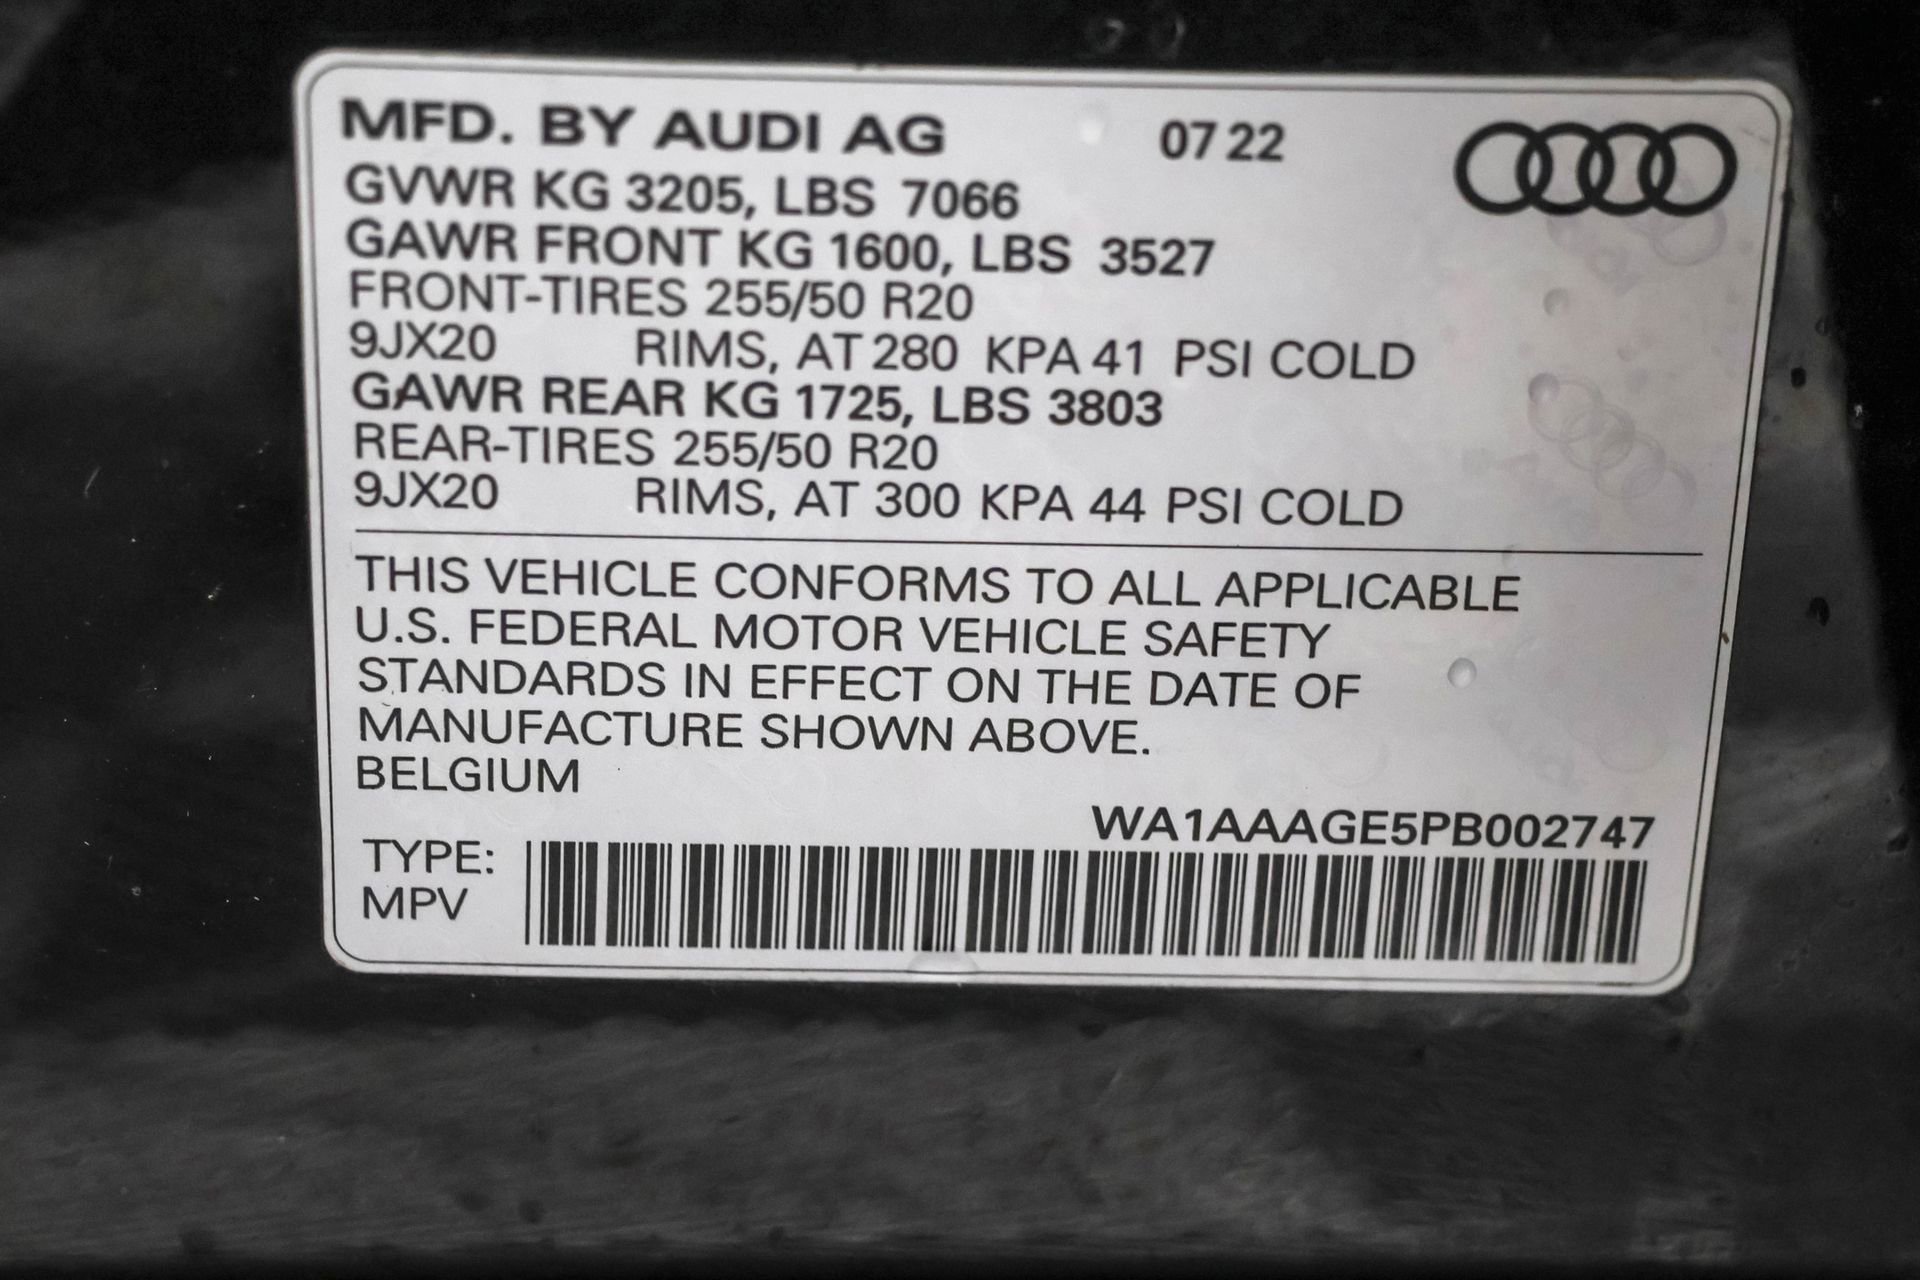 MFD. BY AUDI AG 07 22
GVWR KG 3205, LBS 7066
GAWR FRONT KG 1600, LBS 3527
FRONT-TIRES 255/50 R20
9JX20 RIMS, AT 280 KPA 41 PSI COLD
GAWR REAR KG 1725, LBS 3803
REAR-TIRES 255/50 R20
9JX20 RIMS, AT 300 KPA 44 PSI COLD
THIS VEHICLE CONFORMS TO ALL APPLICABLE
U.S. FEDERAL MOTOR VEHICLE SAFETY
STANDARDS IN EFFECT ON THE DATE OF
MANUFACTURE SHOWN ABOVE.
BELGIUM
WA1AAAGE5PB002747
TYPE:
MPV